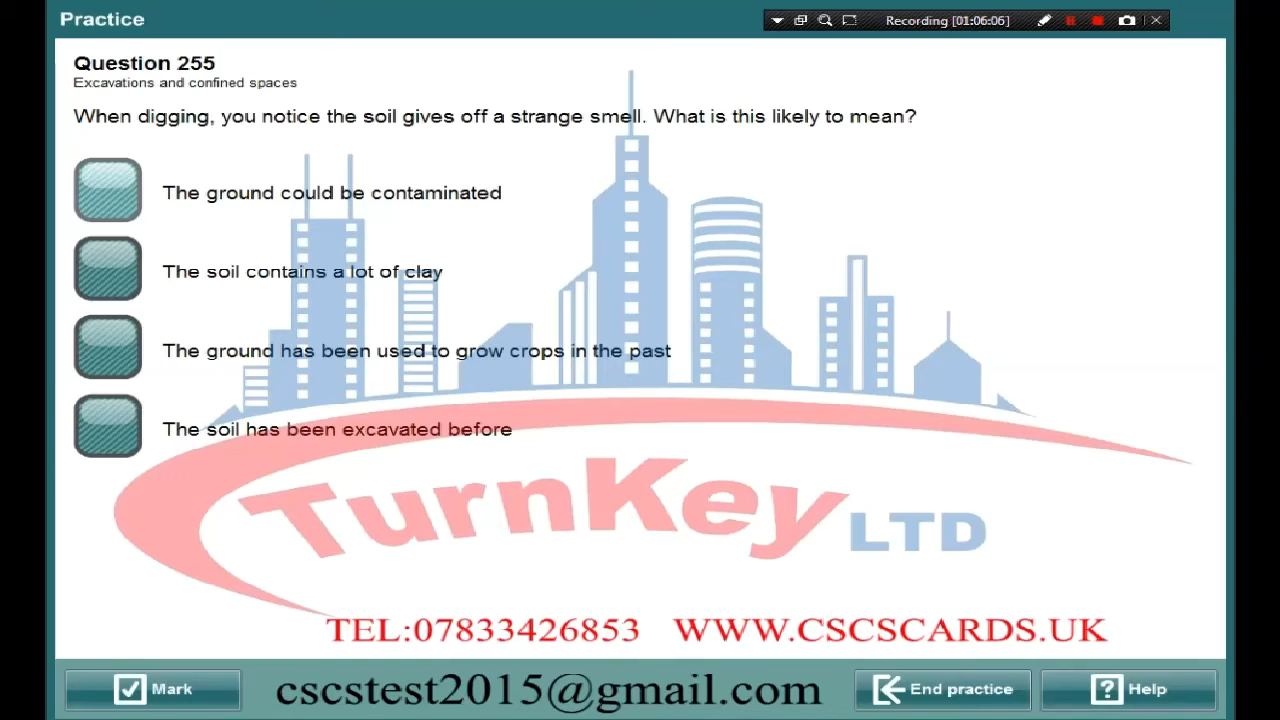 Practice
Recording [01:06:06]
Question 255
Excavations and confined spaces
When digging, you notice the soil gives off a strange smell. What is this likely to mean?
The ground could be contaminated
The soil contains a lot of clay
The ground has been used to grow crops in the past
The soil has been excavated before
TurnKey LTD
TEL:07833426853 WWW.CSCSCARDS.UK
Mark
cscstest2015@gmail.com
End practice
Help